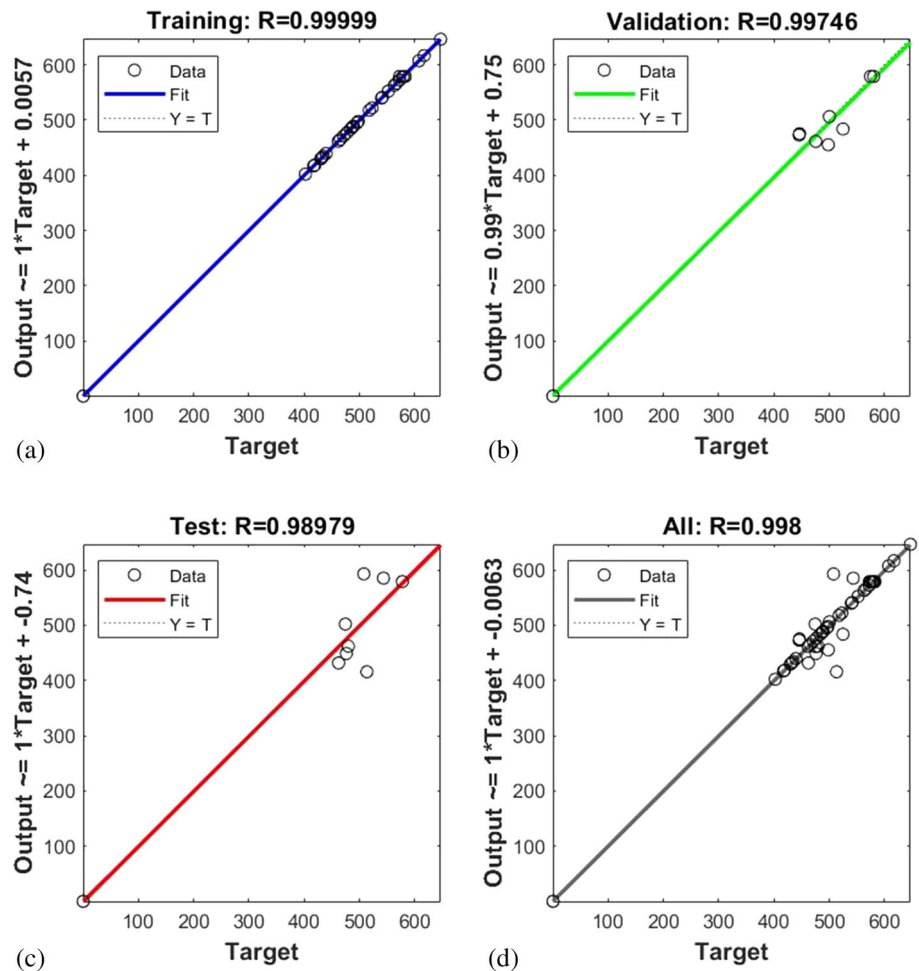 Training: R=0.99999
Output ~= 1*Target + 0.0057
600
500
400
300
200
100
0
Data
Fit
Y = T
100 200 300 400 500 600
Target
(a)
Validation: R=0.99746
Output ~= 0.99*Target + 0.75
600
500
400
300
200
100
0
Data
Fit
Y = T
100 200 300 400 500 600
Target
(b)
Test: R=0.98979
Output ~= 1*Target + -0.74
600
500
400
300
200
100
0
Data
Fit
Y = T
100 200 300 400 500 600
Target
(c)
All: R=0.998
Output ~= 1*Target + -0.0063
600
500
400
300
200
100
0
Data
Fit
Y = T
100 200 300 400 500 600
Target
(d)